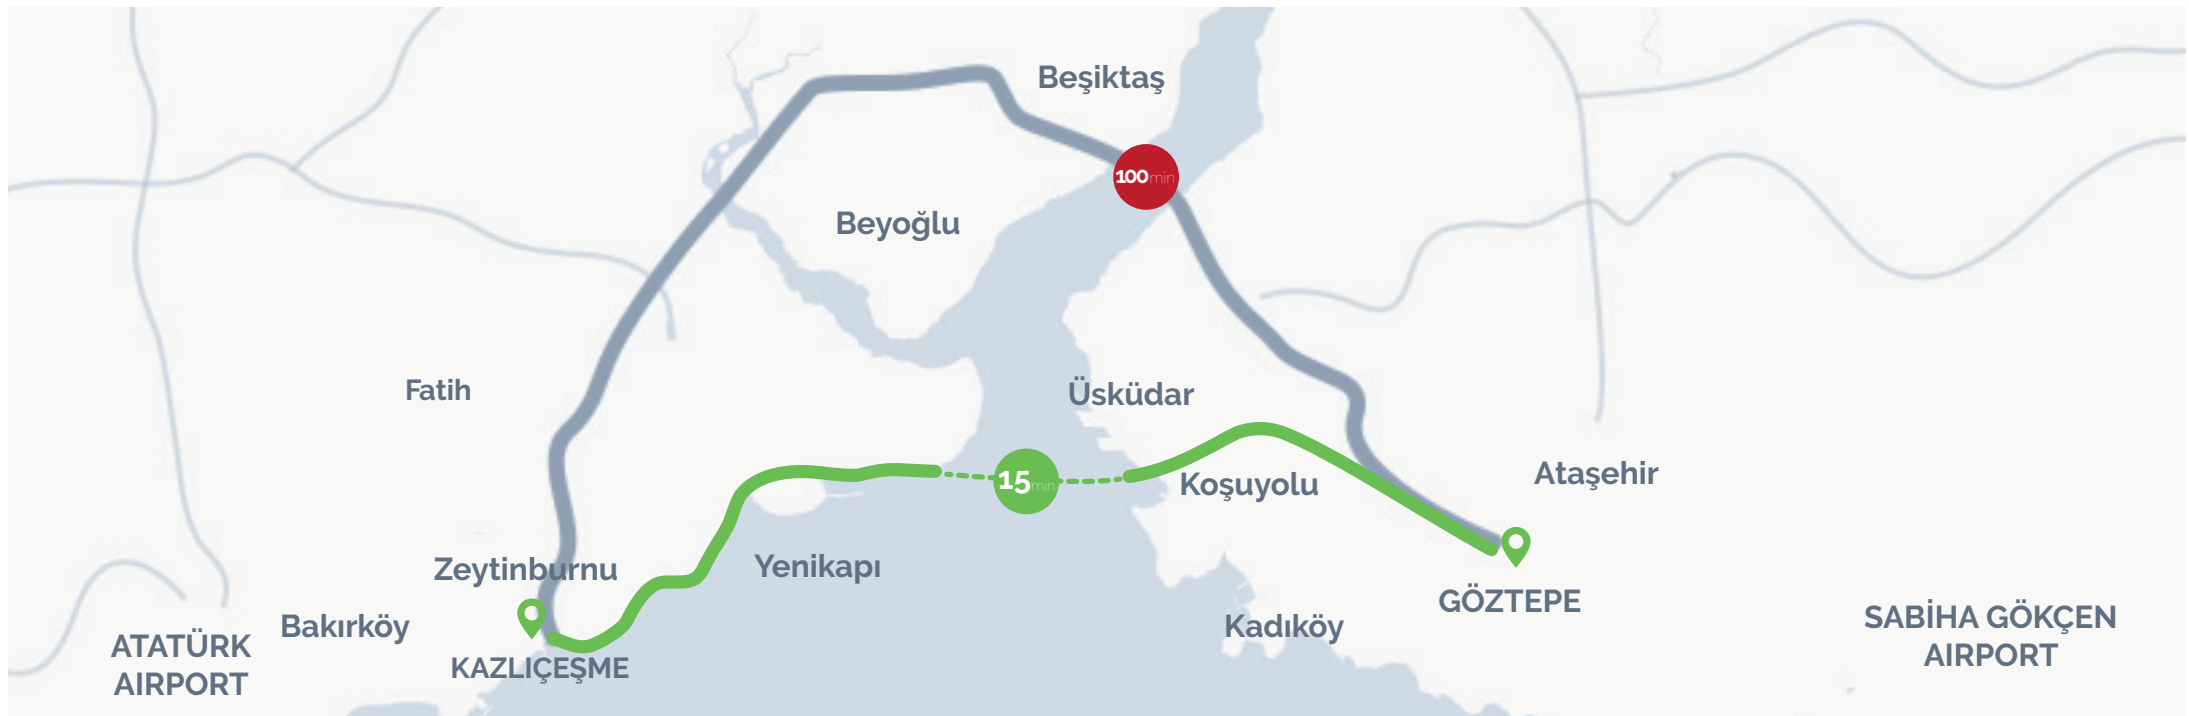 Beşiktaş
100min
Beyoğlu
Fatih
Üsküdar
15min
Koşuyolu
Ataşehir
Zeytinburnu
Yenikapı
GÖZTEPE
Bakırköy
Kadıköy
SABİHA GÖKÇEN
AIRPORT
ATATÜRK
AIRPORT
KAZLIÇEŞME